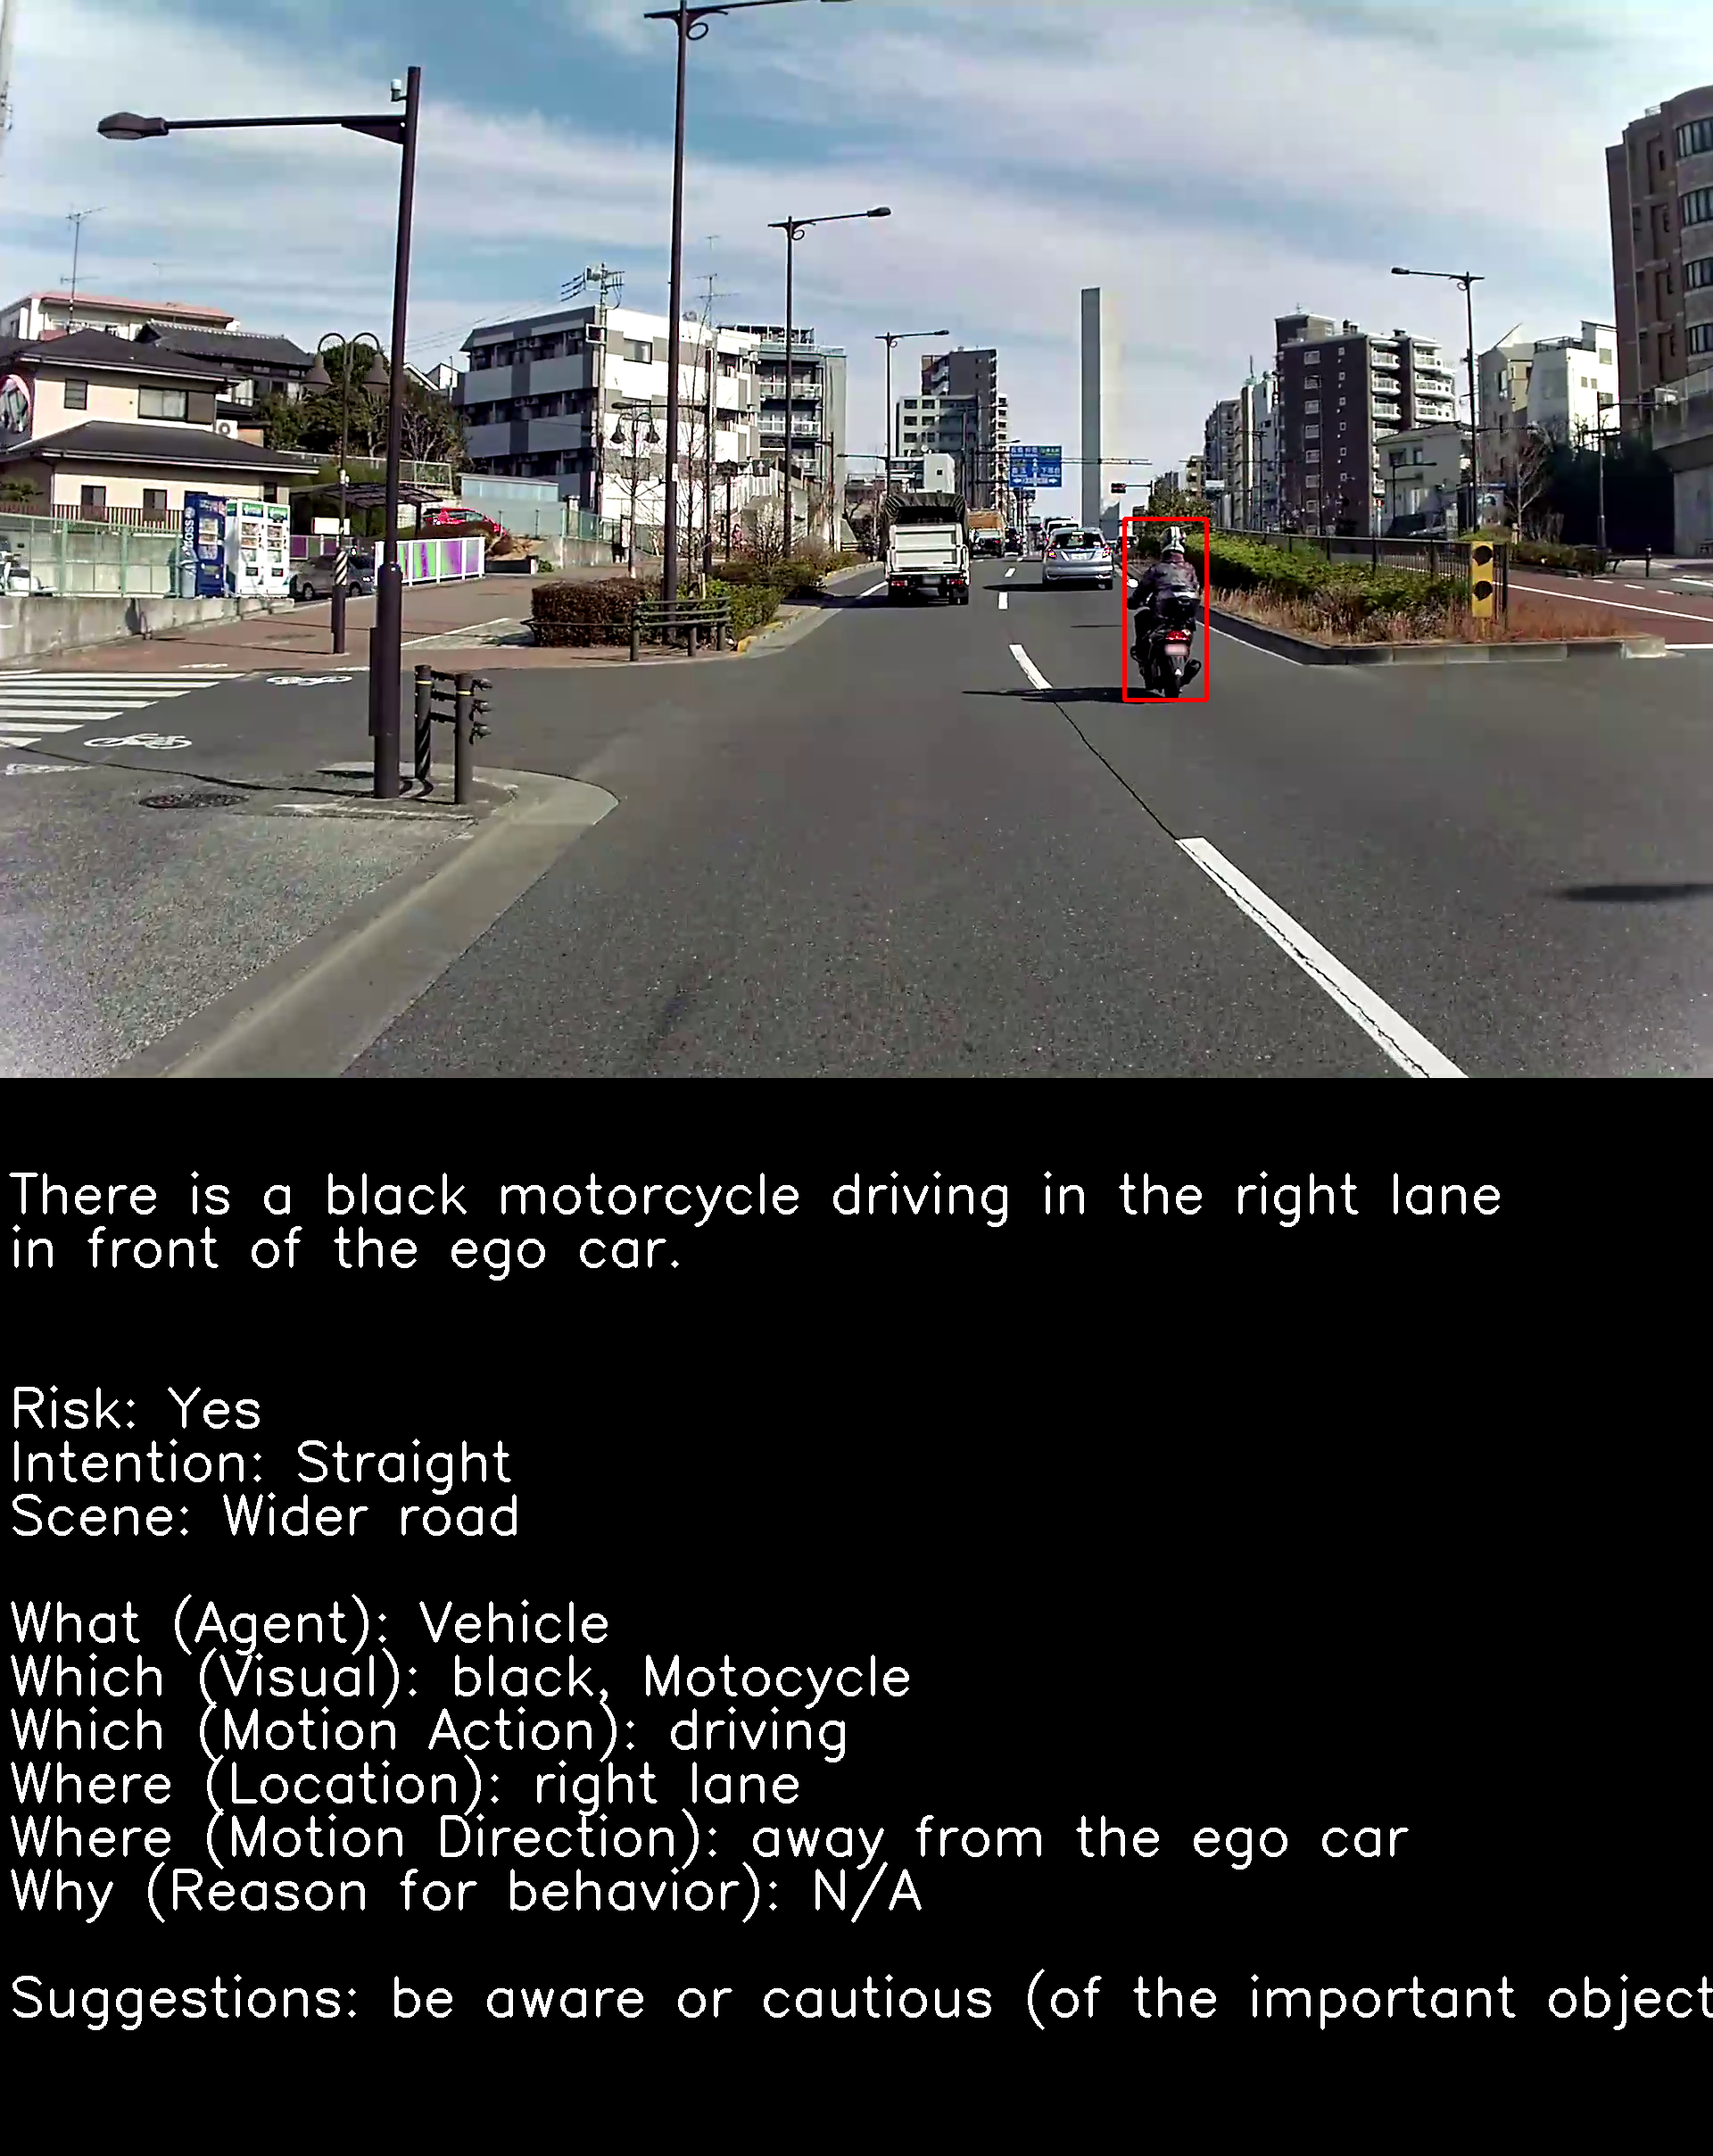 BOSS
There is a black motorcycle driving in the right lane
in front of the ego car.
Risk: Yes
Intention: Straight
Scene: Wider road
What (Agent): Vehicle
Which (Visual): black, Motocycle
Which (Motion Action): driving
Where (Location): right lane
Where (Motion Direction): away from the ego car
Why (Reason for behavior): N/A
Suggestions: be aware or cautious (of the important object